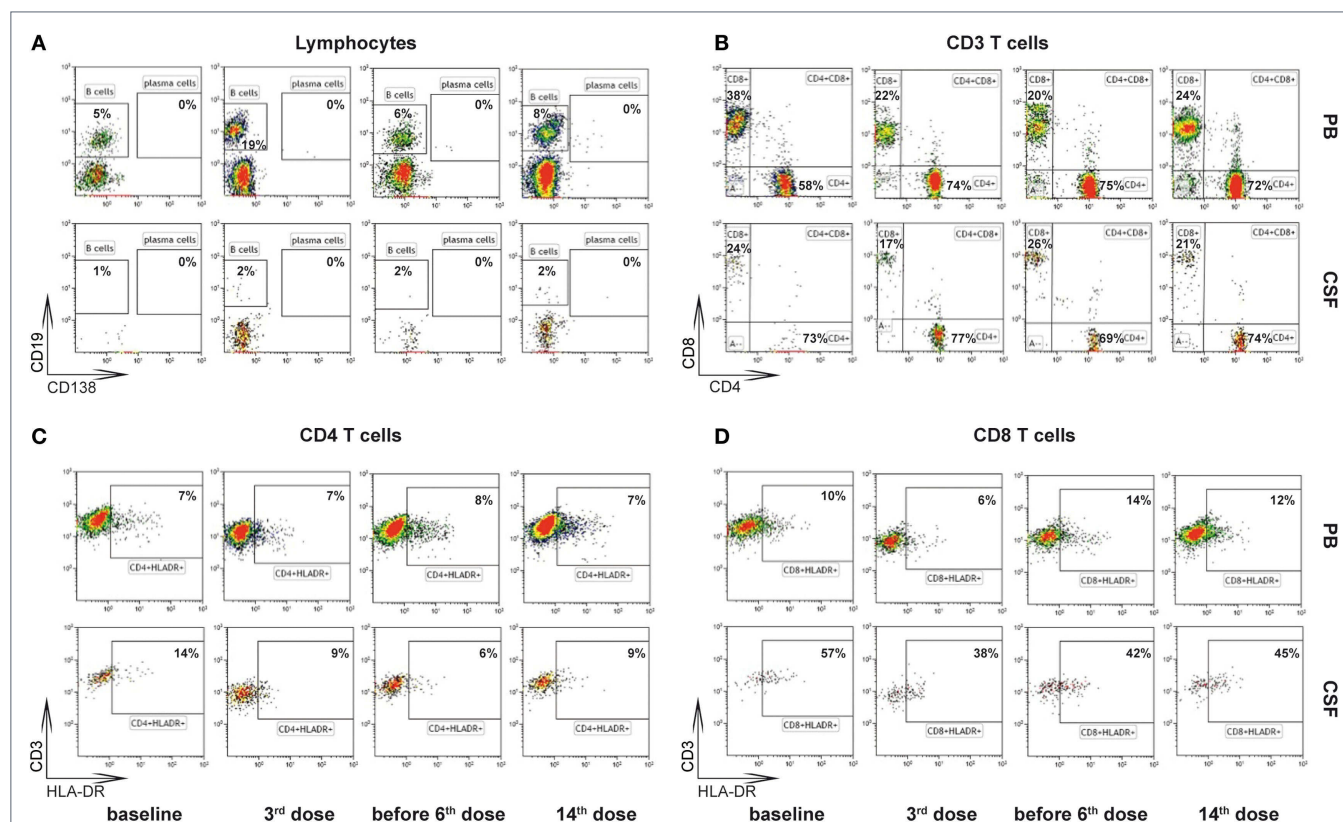 A
Lymphocytes
B cells
plasma cells
5%
0%
B cells
plasma cells
19%
0%
B cells
plasma cells
6%
0%
B cells
plasma cells
8%
0%
B cells
plasma cells
1%
0%
B cells
plasma cells
2%
0%
B cells
plasma cells
2%
0%
B cells
plasma cells
2%
0%
CD19
CD138
B
CD3 T cells
PB
CD8+
CD4+CD8+
38%
58%
CD4+
CD8+
CD4+CD8+
22%
74%
CD4+
CD8+
CD4+CD8+
20%
75%
CD4+
CD8+
CD4+CD8+
24%
72%
CD4+
CSF
CD8+
CD4+CD8+
24%
A--
73%
CD4+
CD8+
CD4+CD8+
17%
A--
77%
CD4+
CD8+
CD4+CD8+
26%
A--
69%
CD4+
CD8+
CD4+CD8+
21%
A--
74%
CD4+
CD8
CD4
C
CD4 T cells
7%
CD4+HLADR+
7%
CD4+HLADR+
8%
CD4+HLADR+
7%
CD4+HLADR+
14%
CD4+HLADR+
9%
CD4+HLADR+
6%
CD4+HLADR+
9%
CD4+HLADR+
CD3
HLA-DR
baseline
3rd dose
before 6th dose
14th dose
D
CD8 T cells
PB
10%
CD8+HLADR+
6%
CD8+HLADR+
14%
CD8+HLADR+
12%
CD8+HLADR+
CSF
57%
CD8+HLADR+
38%
CD8+HLADR+
42%
CD8+HLADR+
45%
CD8+HLADR+
CD3
HLA-DR
baseline
3rd dose
before 6th dose
14th dose